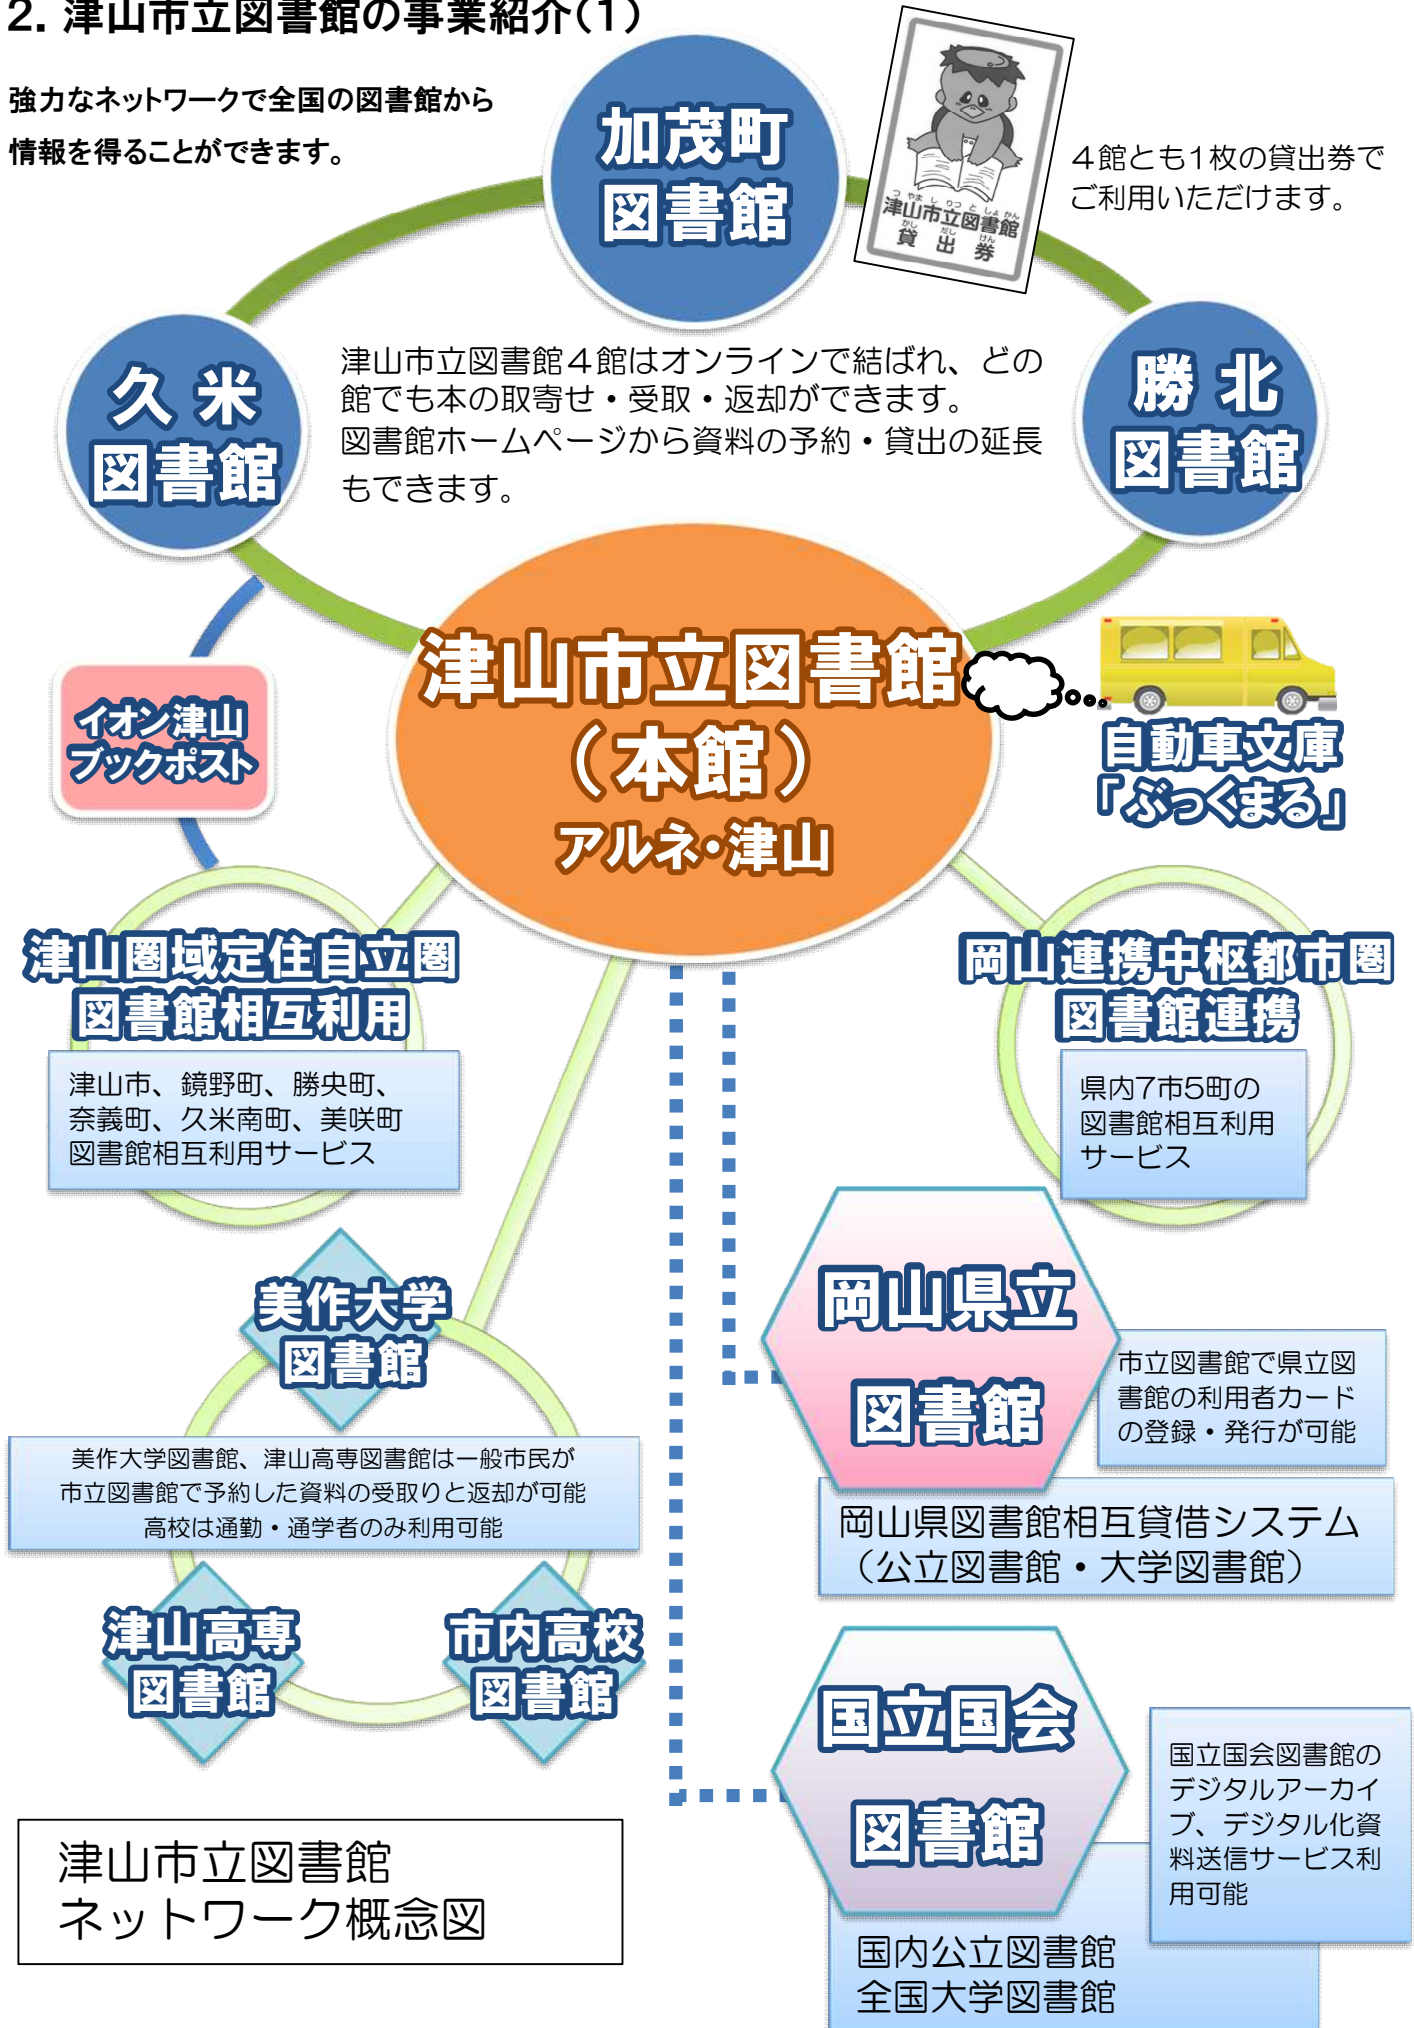 2. 津山市立図書館の事業紹介(1)
強力なネットワークで全国の図書館から
情報を得ることができます。
加茂町
図書館
つ やま し りつ と しょ かん
津山市立図書館
かし だし けん
貸出券
4館とも1枚の貸出券で
ご利用いただけます。
久米
図書館
津山市立図書館4館はオンラインで結ばれ、どの
館でも本の取寄せ・受取・返却ができます。
図書館ホームページから資料の予約・貸出の延長
もできます。
勝北
図書館
津山市立図書館
（本館）
アルネ・津山
イオン津山
ブックポスト
自動車文庫
「ぶっくまる」
津山圏域定住自立圏
図書館相互利用
津山市、鏡野町、勝央町、
奈義町、久米南町、美咲町
図書館相互利用サービス
岡山連携中枢都市圏
図書館連携
県内7市5町の
図書館相互利用
サービス
美作大学
図書館
美作大学図書館、津山高専図書館は一般市民が
市立図書館で予約した資料の受取りと返却が可能
高校は通勤・通学者のみ利用可能
津山高専
図書館
市内高校
図書館
岡山県立
図書館
市立図書館で県立図
書館の利用者カード
の登録・発行が可能
岡山県図書館相互貸借システム
（公立図書館・大学図書館）
国立国会
図書館
国立国会図書館の
デジタルアーカイ
ブ、デジタル化資
料送信サービス利
用可能
国内公立図書館
全国大学図書館
津山市立図書館
ネットワーク概念図